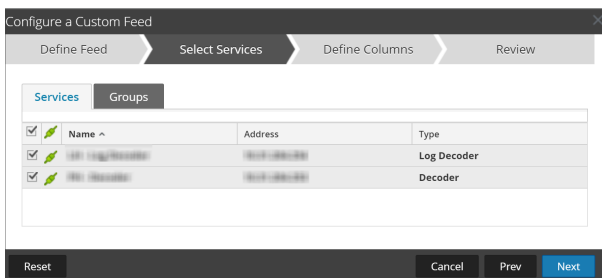 Configure a Custom Feed
Define Feed Select Services Define Columns Review
Services Groups
Name Address Type
Log Decoder
Decoder
Reset Cancel Prev Next